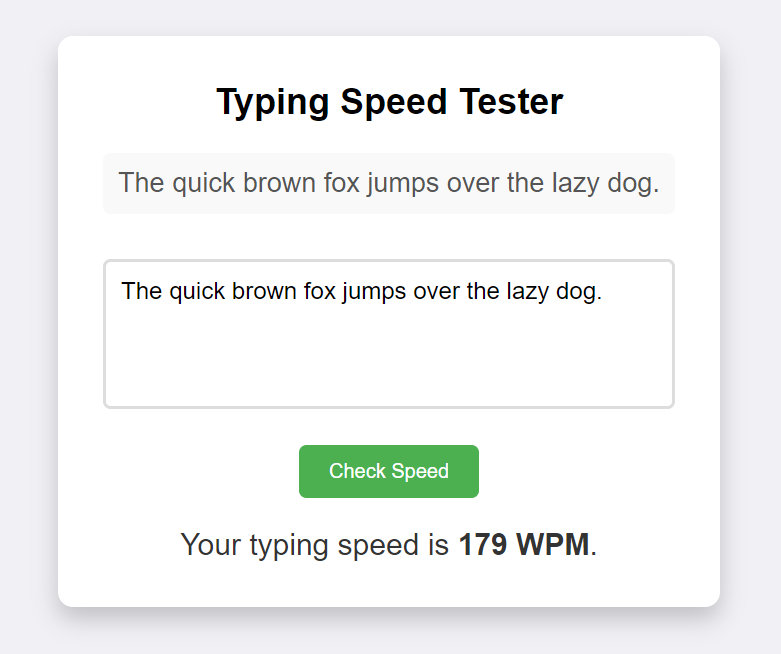 Typing Speed Tester
The quick brown fox jumps over the lazy dog.
The quick brown fox jumps over the lazy dog.
Check Speed
Your typing speed is 179 WPM.